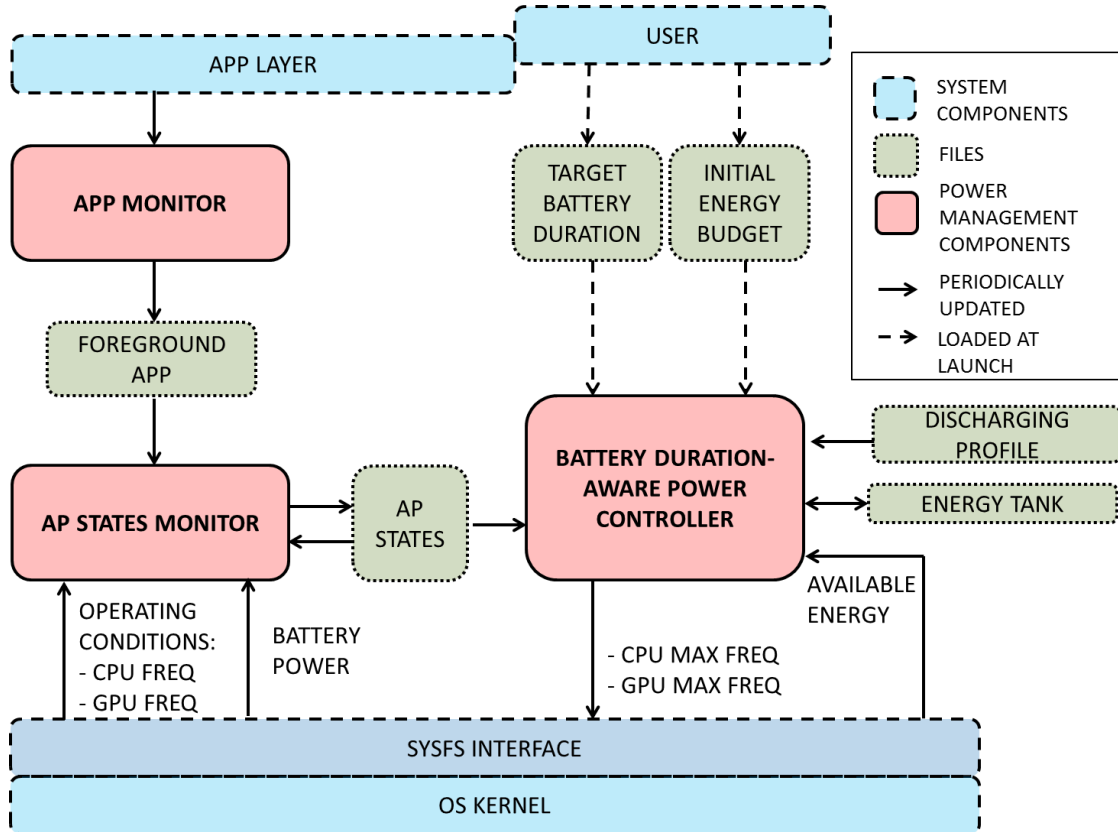 USER
APP LAYER
SYSTEM
COMPONENTS
FILES
POWER
MANAGEMENT
COMPONENTS
PERIODICALLY
UPDATED
LOADED AT
LAUNCH
APP MONITOR
TARGET
BATTERY
DURATION
INITIAL
ENERGY
BUDGET
FOREGROUND
APP
AP STATES MONITOR
AP
STATES
BATTERY DURATION-
AWARE POWER
CONTROLLER
DISCHARGING
PROFILE
ENERGY TANK
OPERATING
CONDITIONS:
- CPU FREQ
- GPU FREQ
BATTERY
POWER
- CPU MAX FREQ
- GPU MAX FREQ
AVAILABLE
ENERGY
SYSFS INTERFACE
OS KERNEL